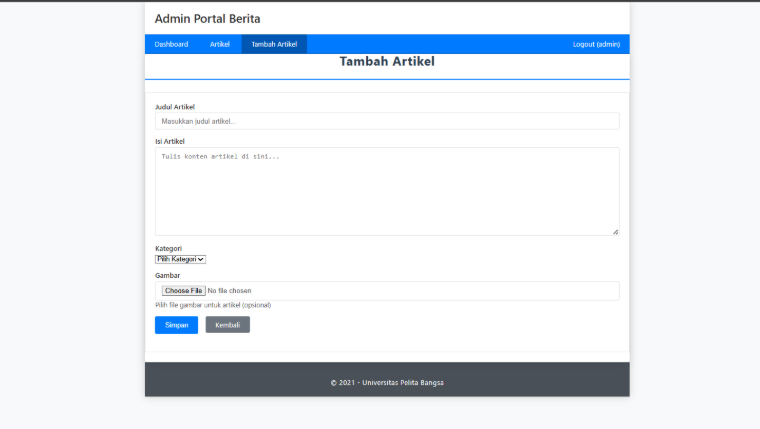 Admin Portal Berita
Dashboard Artikel Tambah Artikel Logout (admin)
Tambah Artikel
Judul Artikel
Masukkan judul artikel...
Isi Artikel
Tulis konten artikel di sini...
Kategori
Pilih Kategori
Gambar
Choose File No file chosen
Pilih file gambar untuk artikel (opsional)
Simpan Kembali
© 2021 - Universitas Pelita Bangsa